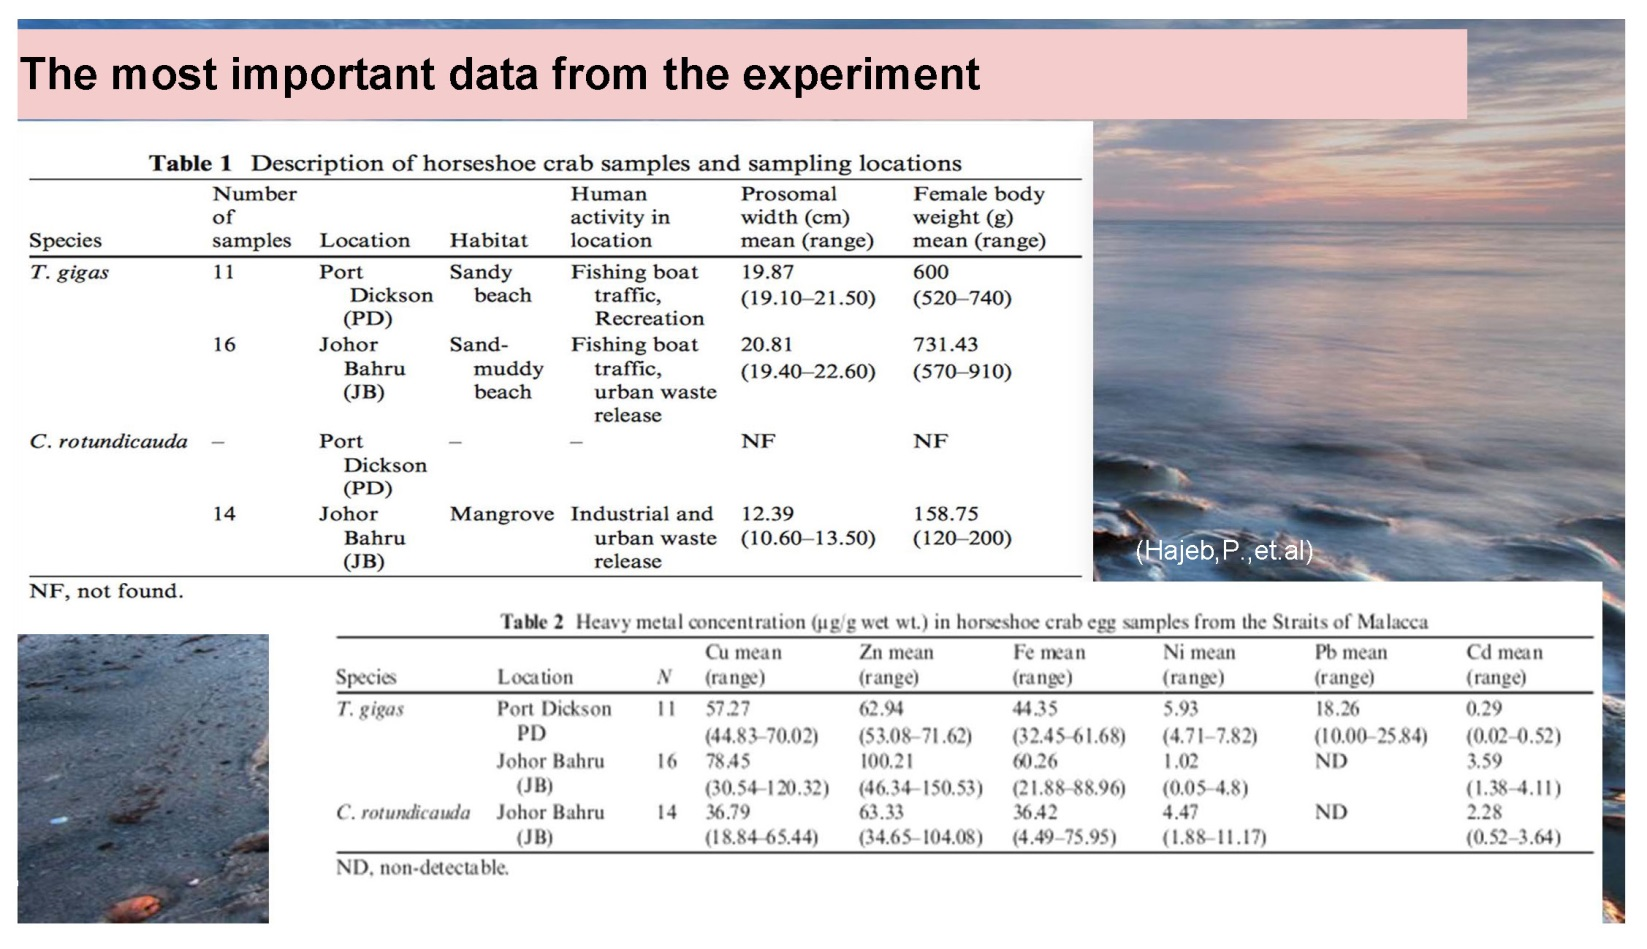 The most important data from the experiment
Table 1 Description of horseshoe crab samples and sampling locations
Number Human Prosomal Female body
of activity in width (cm) weight (g)
Species samples Location Habitat location mean (range) mean (range)
T. gigas 11 Port Sandy Fishing boat 19.87 600
Dickson beach traffic, (19.10–21.50) (520–740)
(PD) Recreation
16 Johor Sand- Fishing boat 20.81 731.43
Bahru muddy traffic, (19.40–22.60) (570–910)
(JB) beach urban waste
release
C. rotundicauda – Port – – NF NF
Dickson
(PD)
14 Johor Mangrove Industrial and 12.39 158.75
Bahru urban waste (10.60–13.50) (120–200)
(JB) release
NF, not found.
(Hajeb,P.,et.al)
Table 2 Heavy metal concentration (µg/g wet wt.) in horseshoe crab egg samples from the Straits of Malacca
Cu mean Zn mean Fe mean Ni mean Pb mean Cd mean
Species Location N (range) (range) (range) (range) (range) (range)
T. gigas Port Dickson 11 57.27 62.94 44.35 5.93 18.26 0.29
PD (44.83–70.02) (53.08–71.62) (32.45–61.68) (4.71–7.82) (10.00–25.84) (0.02–0.52)
Johor Bahru 16 78.45 100.21 60.26 1.02 ND 3.59
(JB) (30.54–120.32) (46.34–150.53) (21.88–88.96) (0.05–4.8) (1.38–4.11)
C. rotundicauda Johor Bahru 14 36.79 63.33 36.42 4.47 ND 2.28
(JB) (18.84–65.44) (34.65–104.08) (4.49–75.95) (1.88–11.17) (0.52–3.64)
ND, non-detectable.